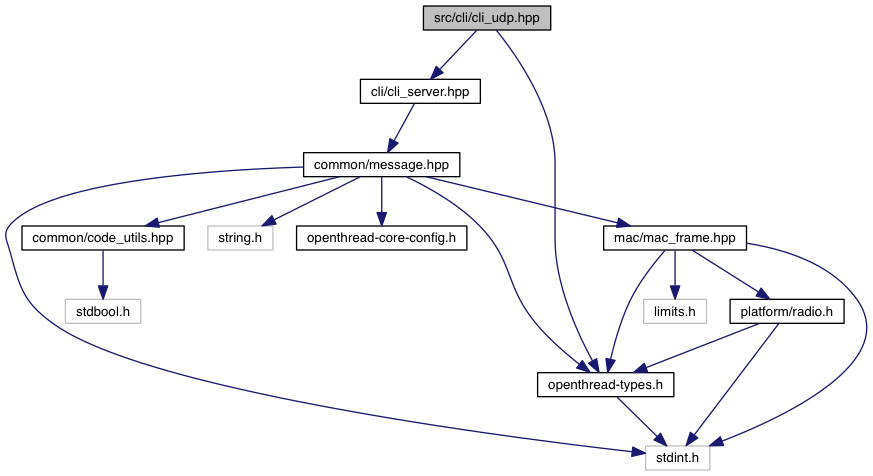 src/cli/cli_udp.hpp
cli/cli_server.hpp
common/message.hpp
common/code_utils.hpp
string.h
openthread-core-config.h
mac/mac_frame.hpp
stdbool.h
limits.h
platform/radio.h
openthread-types.h
stdint.h